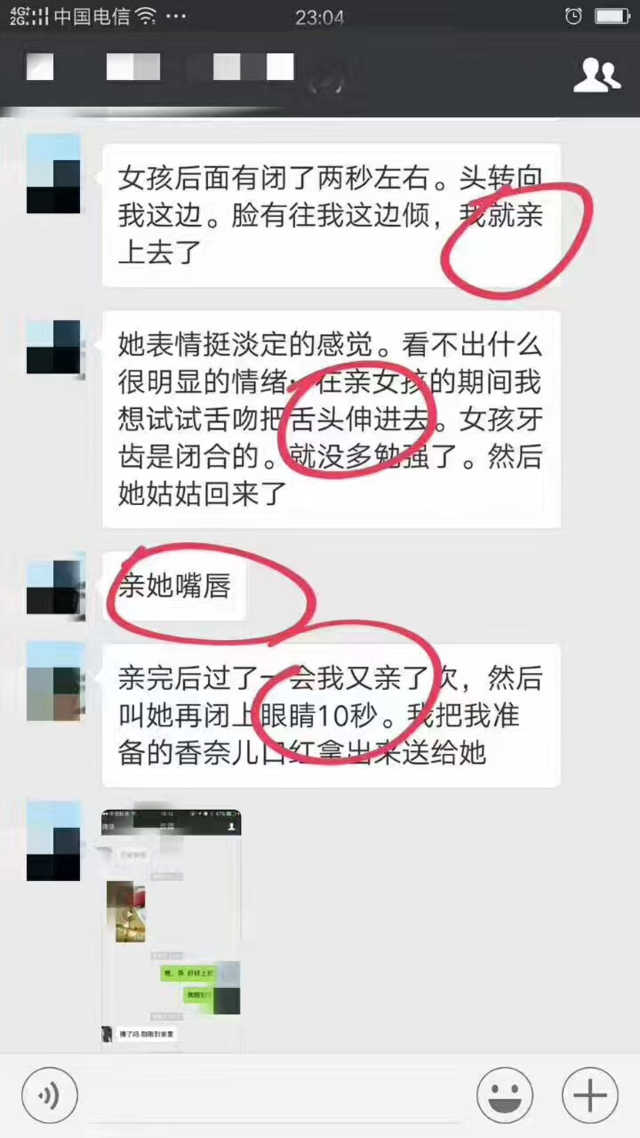 4G 2G 中国电信 23:04
女孩后面有闭了两秒左右。头转向
我这边。脸有往我这边倾，我就亲
上去了
她表情挺淡定的感觉。看不出什么
很明显的情绪· 在亲女孩的期间我
想试试舌吻把舌头伸进去。女孩牙
齿是闭合的。就没多勉强了。然后
她姑姑回来了
亲她嘴唇
亲完后过了一会我又亲了次，然后
叫她再闭上眼睛10秒。我把我准
备的香奈儿口红拿出来送给她